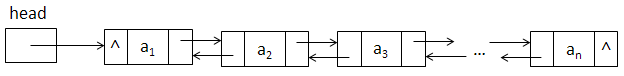 head
^ a1 a2 a3 ... an ^